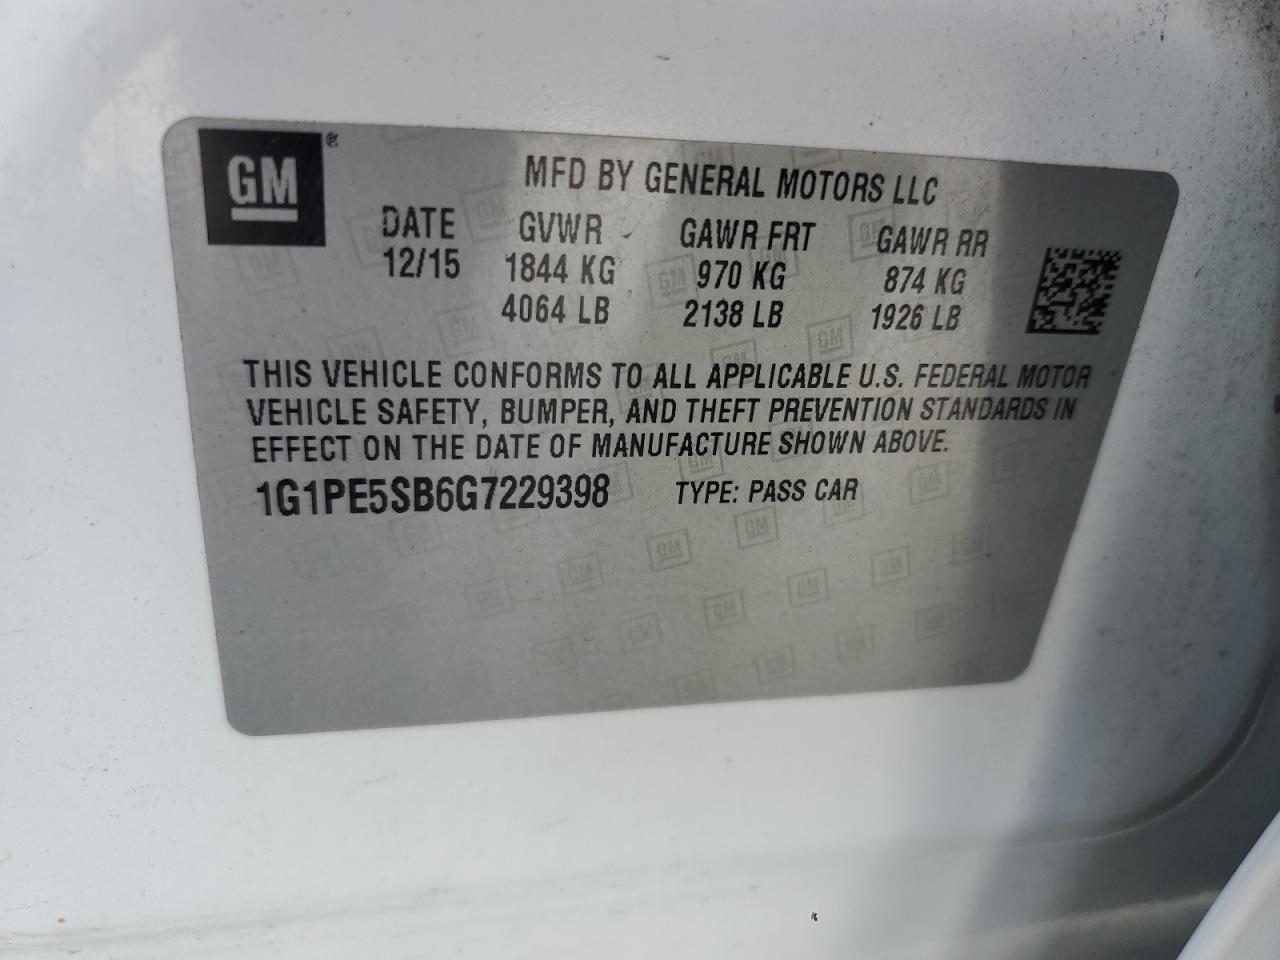 GM ®
MFD BY GENERAL MOTORS LLC
DATE GVWR GAWR FRT GAWR RR
12/15 1844 KG 970 KG 874 KG
4064 LB 2138 LB 1926 LB
THIS VEHICLE CONFORMS TO ALL APPLICABLE U.S. FEDERAL MOTOR
VEHICLE SAFETY, BUMPER, AND THEFT PREVENTION STANDARDS IN
EFFECT ON THE DATE OF MANUFACTURE SHOWN ABOVE.
1G1PE5SB6G7229398 TYPE: PASS CAR